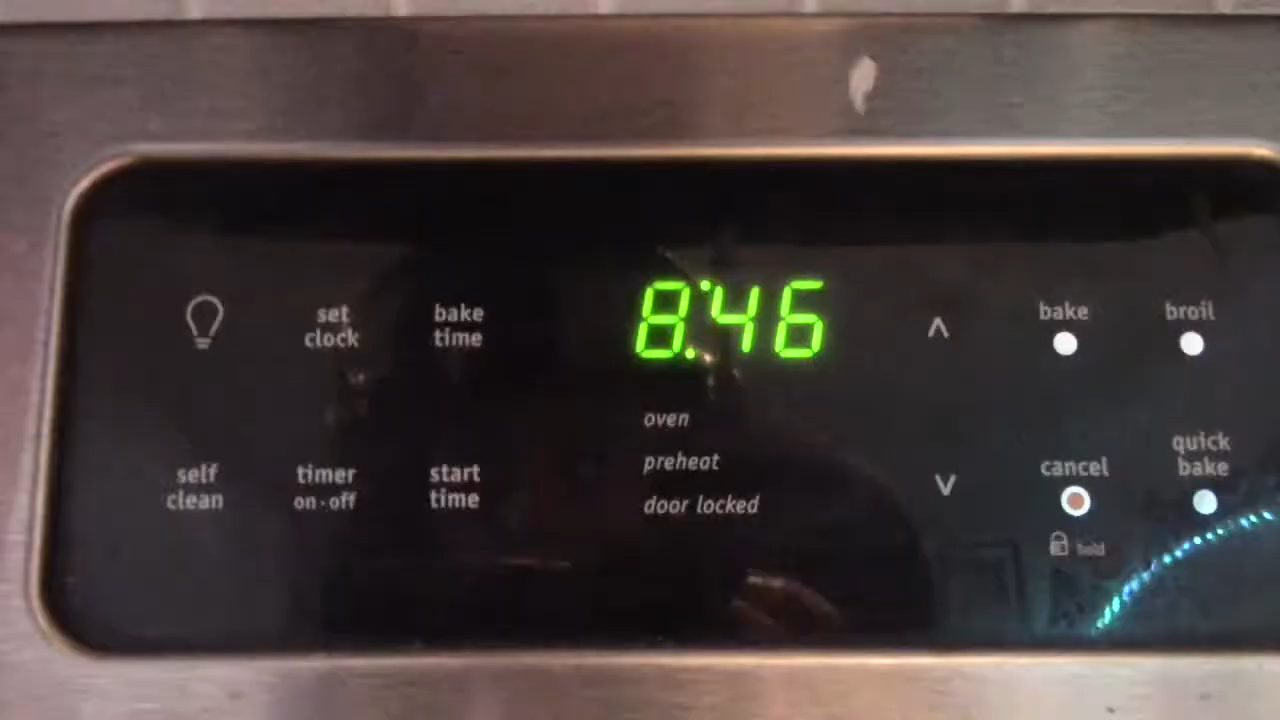 set
clock
bake
time
8:46
^
bake
broil
oven
preheat
door locked
self
clean
timer
on·off
start
time
v
cancel
quick
bake
hold